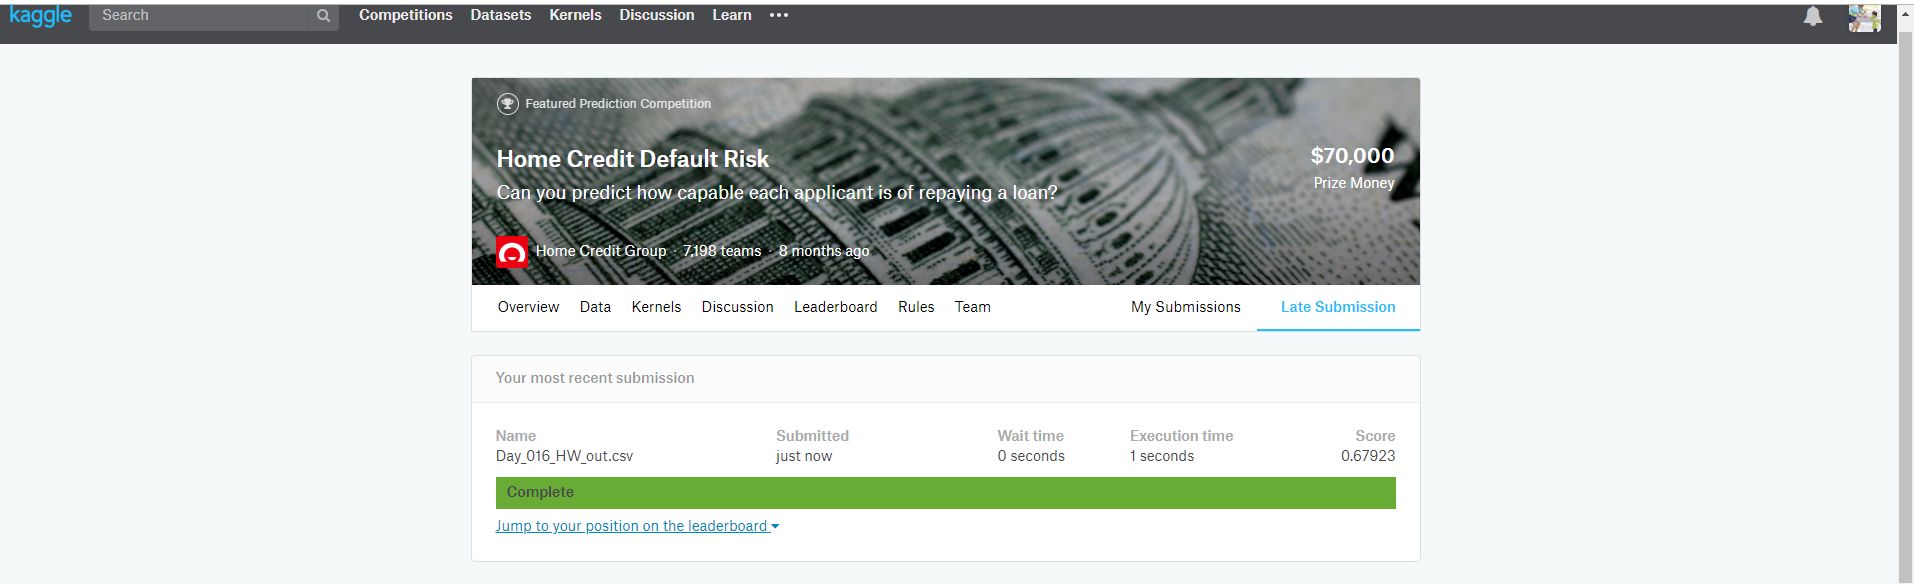 kaggle Search Competitions Datasets Kernels Discussion Learn
Featured Prediction Competition
Home Credit Default Risk
$70,000
Can you predict how capable each applicant is of repaying a loan?
Prize Money
Home Credit Group · 7,198 teams · 8 months ago
Overview Data Kernels Discussion Leaderboard Rules Team My Submissions Late Submission
Your most recent submission
Name Submitted Wait time Execution time Score
Day_016_HW_out.csv just now 0 seconds 1 seconds 0.67923
Complete
Jump to your position on the leaderboard